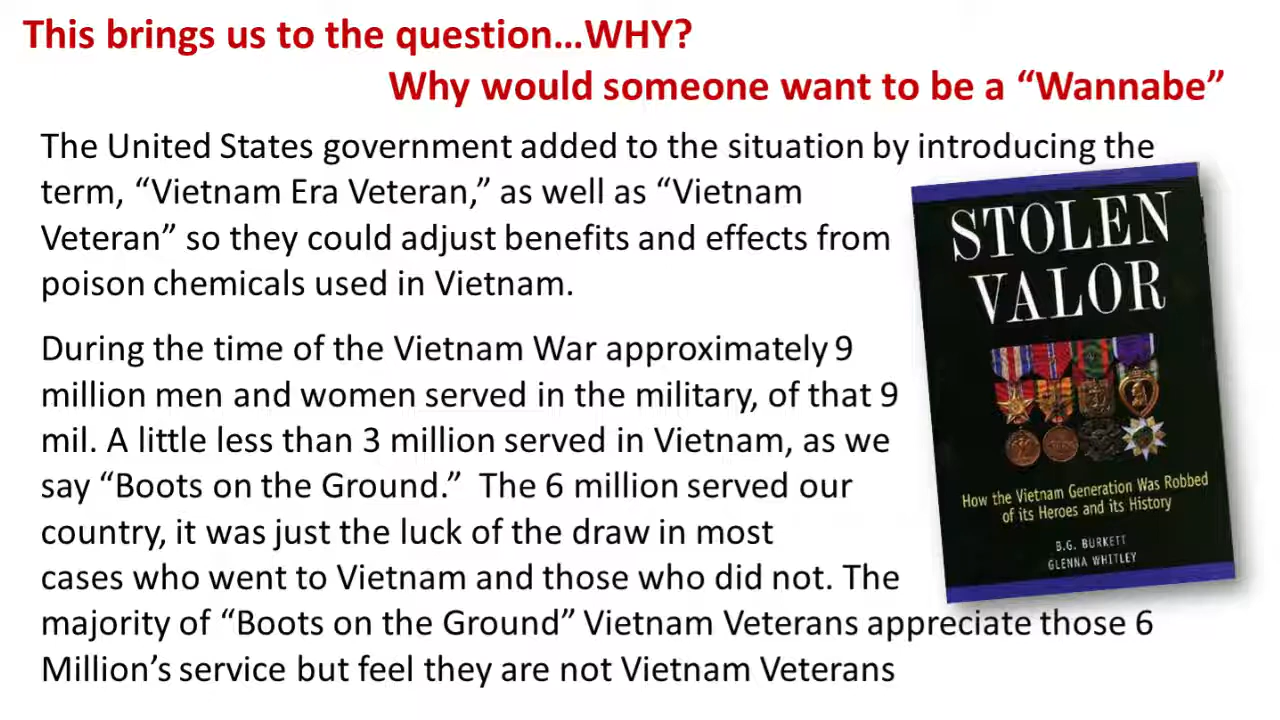 This brings us to the question…WHY?
Why would someone want to be a “Wannabe”
The United States government added to the situation by introducing the
term, “Vietnam Era Veteran,” as well as “Vietnam
Veteran” so they could adjust benefits and effects from
poison chemicals used in Vietnam.
During the time of the Vietnam War approximately 9
million men and women served in the military, of that 9
mil. A little less than 3 million served in Vietnam, as we
say “Boots on the Ground.”  The 6 million served our
country, it was just the luck of the draw in most
cases who went to Vietnam and those who did not. The
majority of “Boots on the Ground” Vietnam Veterans appreciate those 6
Million’s service but feel they are not Vietnam Veterans
STOLEN
VALOR
How the Vietnam Generation Was Robbed
of its Heroes and its History
B.G. BURKETT
GLENNA WHITLEY